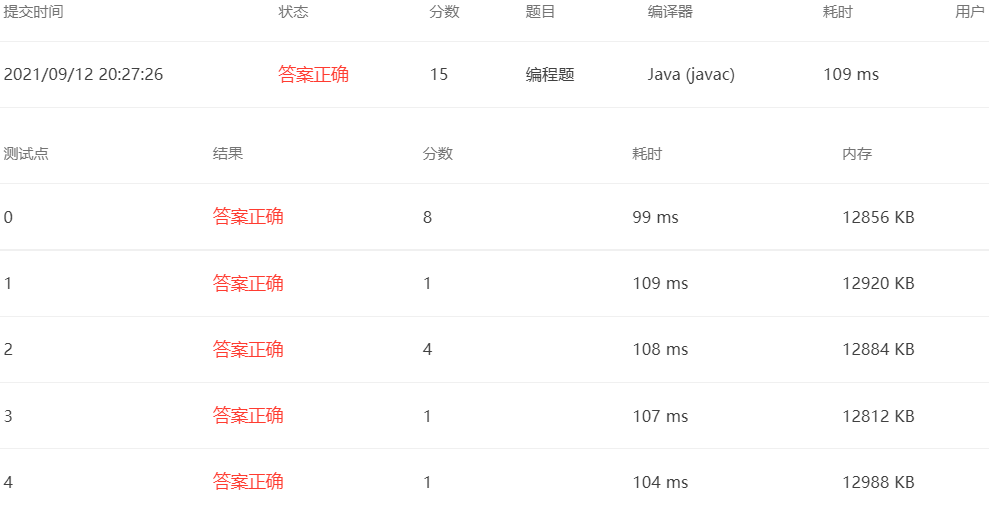 提交时间 状态 分数 题目 编译器 耗时 用户
2021/09/12 20:27:26 答案正确 15 编程题 Java (javac) 109 ms
测试点 结果 分数 耗时 内存
0 答案正确 8 99 ms 12856 KB
1 答案正确 1 109 ms 12920 KB
2 答案正确 4 108 ms 12884 KB
3 答案正确 1 107 ms 12812 KB
4 答案正确 1 104 ms 12988 KB